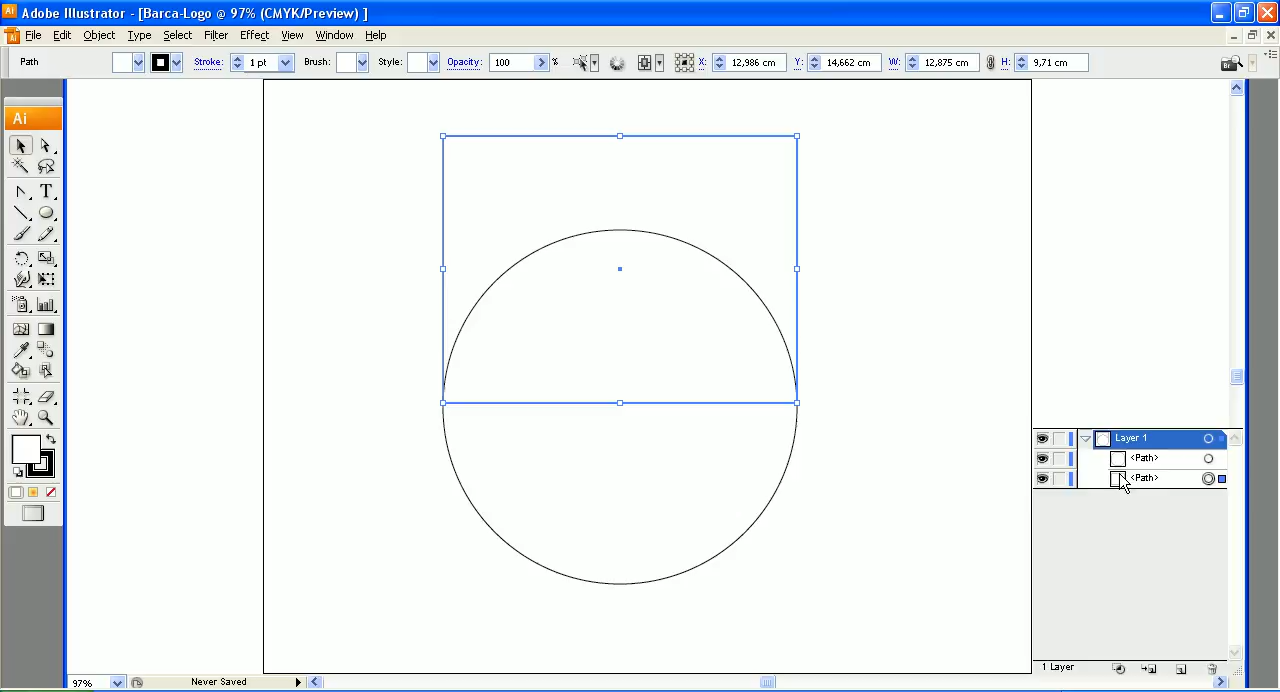 Adobe Illustrator - [Barca-Logo @ 97% (CMYK/Preview) ]
File Edit Object Type Select Filter Effect View Window Help
Path Stroke: 1 pt Brush: Style: Opacity: 100 % X: 12,986 cm Y: 14,662 cm W: 12,875 cm H: 9,71 cm
Ai
Layer 1
<Path>
<Path>
1 Layer
97% Never Saved